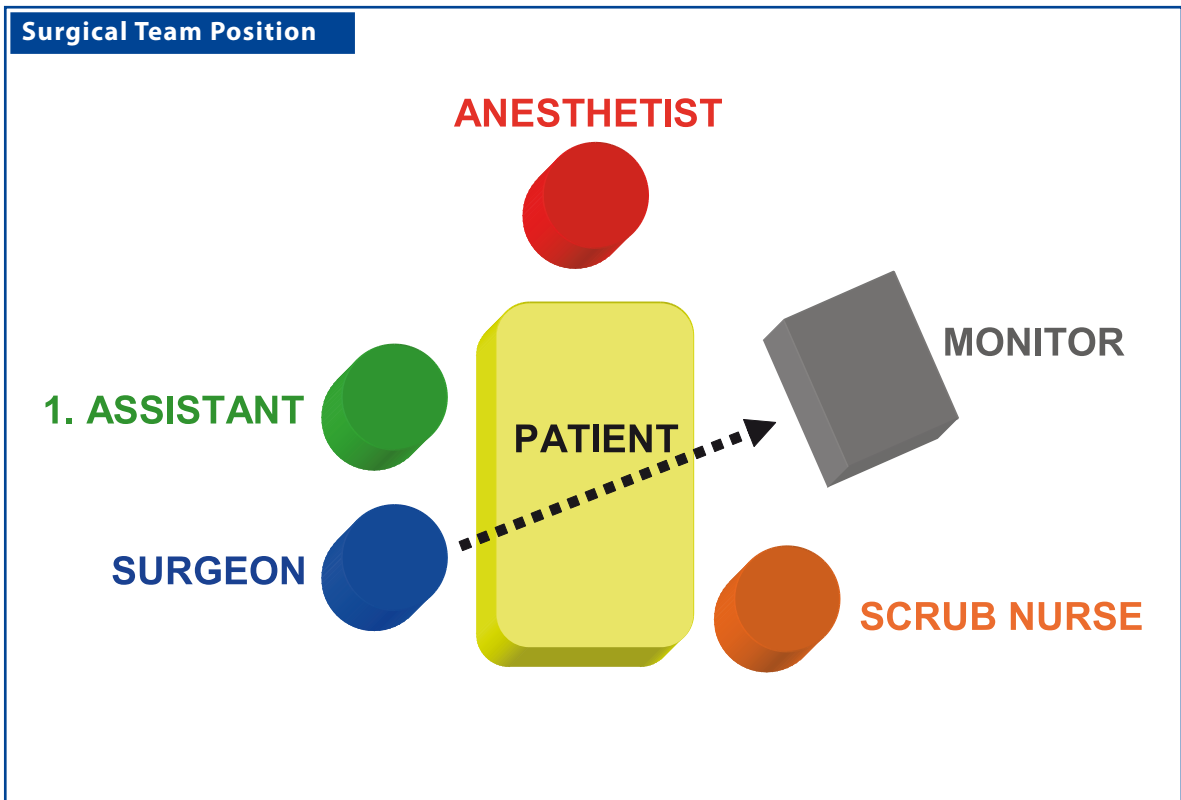 Surgical Team Position
ANESTHETIST
MONITOR
1. ASSISTANT
PATIENT
SURGEON
SCRUB NURSE